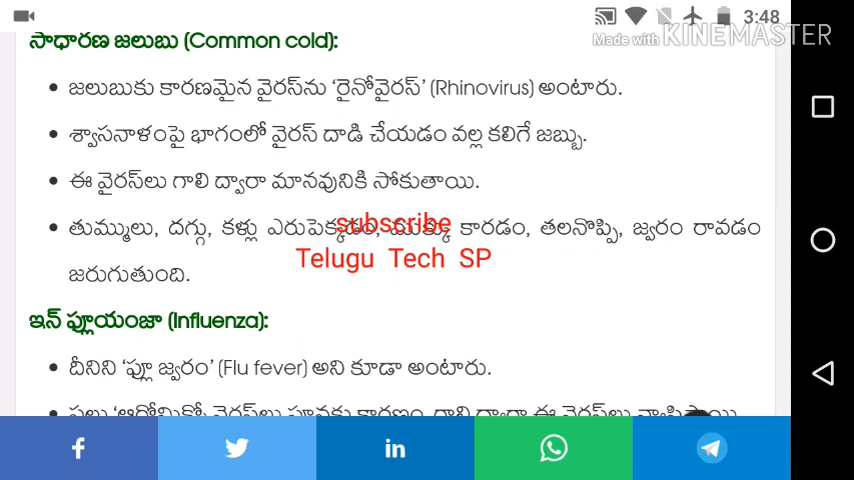 3:48
Made with KINEMASTER
సాధారణ జలుబు (Common cold):
• జలుబుకు కారణమైన వైరస్‌ను ‘రైనోవైరస్’ (Rhinovirus) అంటారు.
• శ్వాసనాళంపై భాగంలో వైరస్ దాడి చేయడం వల్ల కలిగే జబ్బు.
• ఈ వైరస్‌లు గాలి ద్వారా మానవునికి సోకుతాయి.
• తుమ్ములు, దగ్గు, కళ్లు ఎరుపెక్కడం, ముక్కు కారడం, తలనొప్పి, జ్వరం రావడం
subscribe
Telugu Tech SP
జరుగుతుంది.
ఇన్ ఫ్లూయంజా (Influenza):
• దీనిని ‘ఫ్లూ జ్వరం’ (Flu fever) అని కూడా అంటారు.